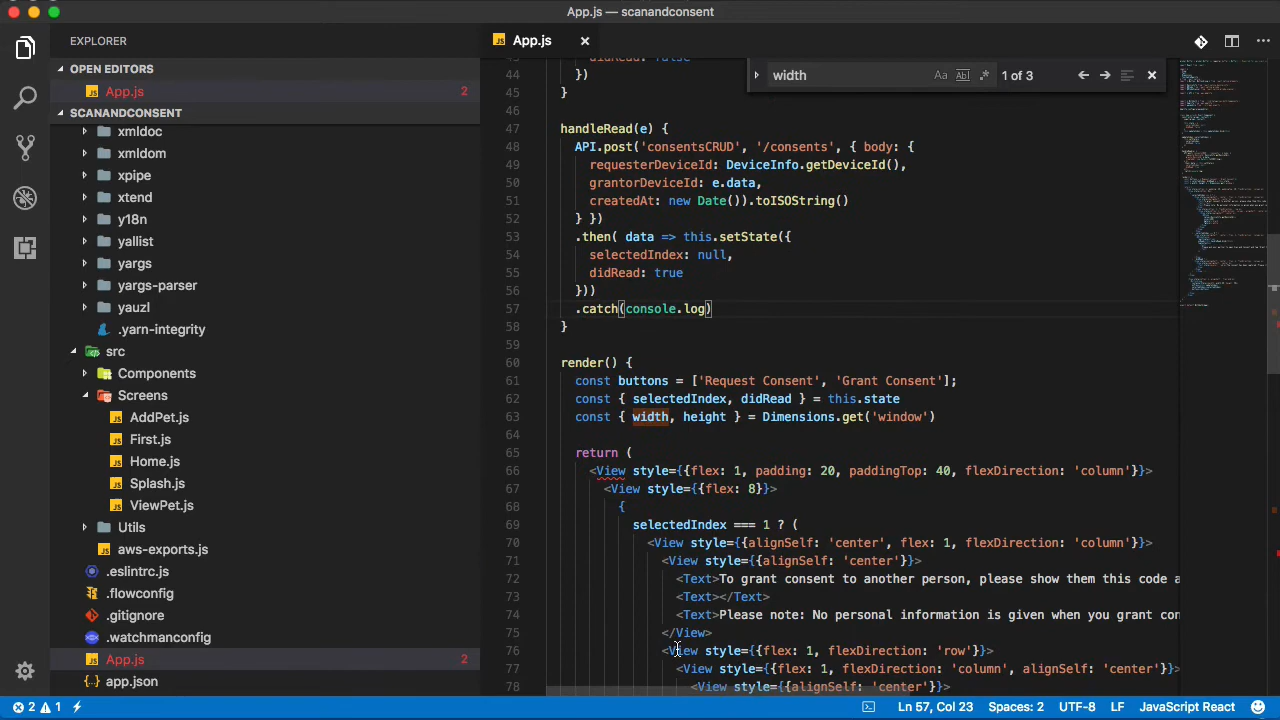 App.js — scanandconsent
EXPLORER
OPEN EDITORS
App.js 2
SCANANDCONSENT
xmldoc
xmldom
xpipe
xtend
y18n
yallist
yargs
yargs-parser
yauzl
.yarn-integrity
src
Components
Screens
AddPet.js
First.js
Home.js
Splash.js
ViewPet.js
Utils
aws-exports.js
.eslintrc.js
.flowconfig
.gitignore
.watchmanconfig
App.js 2
app.json
App.js
width Aa Abl .* 1 of 3
didRead: false
44 })
45 }
46
47 handleRead(e) {
48 API.post('consentsCRUD', '/consents', { body: {
49 requesterDeviceId: DeviceInfo.getDeviceId(),
50 grantorDeviceId: e.data,
51 createdAt: new Date()).toISOString()
52 } })
53 .then( data => this.setState({
54 selectedIndex: null,
55 didRead: true
56 }))
57 .catch(console.log)
58 }
59
60 render() {
61 const buttons = ['Request Consent', 'Grant Consent'];
62 const { selectedIndex, didRead } = this.state
63 const { width, height } = Dimensions.get('window')
64
65 return (
66 <View style={{flex: 1, padding: 20, paddingTop: 40, flexDirection: 'column'}}>
67 <View style={{flex: 8}}>
68 {
69 selectedIndex === 1 ? (
70 <View style={{alignSelf: 'center', flex: 1, flexDirection: 'column'}}>
71 <View style={{alignSelf: 'center'}}>
72 <Text>To grant consent to another person, please show them this code a
73 <Text></Text>
74 <Text>Please note: No personal information is given when you grant con
75 </View>
76 <View style={{flex: 1, flexDirection: 'row'}}>
77 <View style={{flex: 1, flexDirection: 'column', alignSelf: 'center'}}>
78 <View style={{alignSelf: 'center'}}>
2 1 Ln 57, Col 23 Spaces: 2 UTF-8 LF JavaScript React